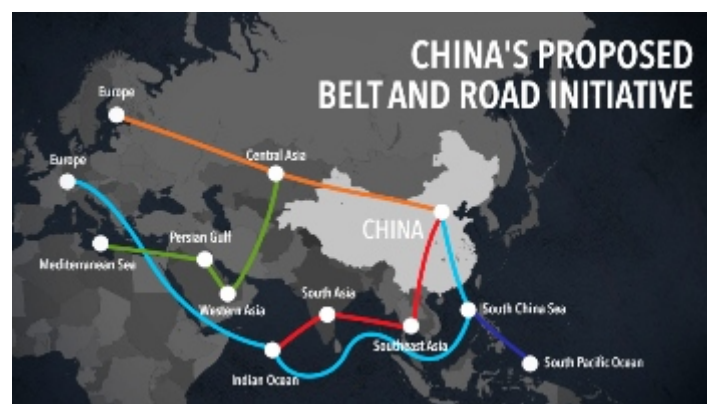 CHINA'S PROPOSED
BELT AND ROAD INITIATIVE
Europe
Europe
Central Asia
CHINA
Persian Gulf
Mediterranean Sea
Western Asia
South Asia
South China Sea
Southeast Asia
South Pacific Ocean
Indian Ocean